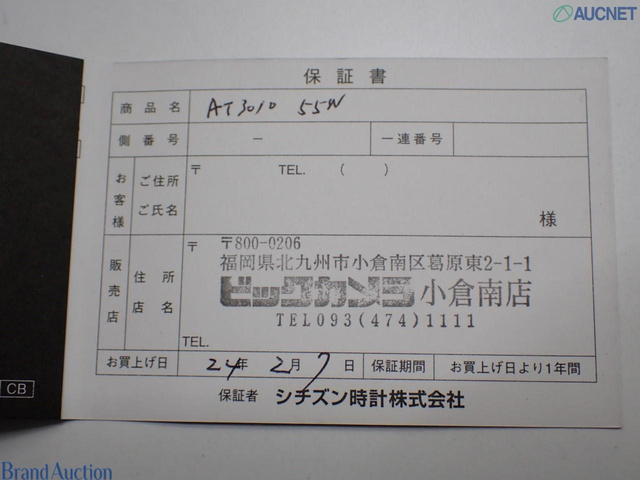 AUCNET
保証書
商品名 AT3010 55W
側番号 － 一連番号
お客様 ご住所 ご氏名 〒 TEL. ( ) 様
販売店 住所 店名 〒
〒800-0206
福岡県北九州市小倉南区葛原東2-1-1
ビックカメラ 小倉南店
TEL093(474)1111
TEL.
お買上げ日 24年 2月 7日 保証期間 お買上げ日より1年間
保証者 シチズン時計株式会社
CB
Brand Auction